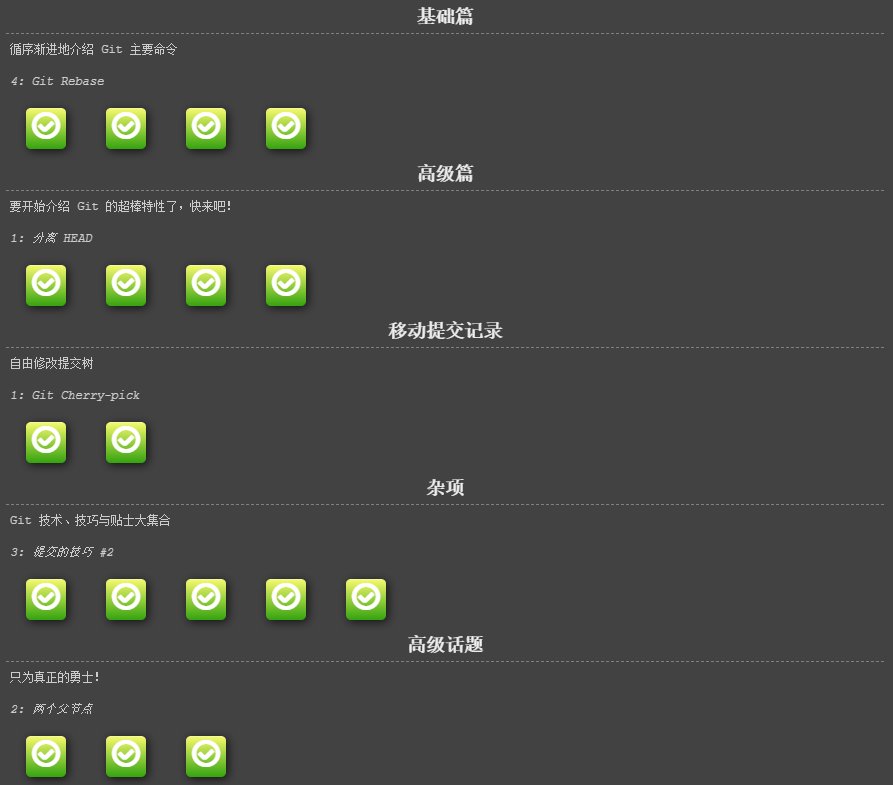 基础篇
循序渐进地介绍 Git 主要命令
4: Git Rebase
高级篇
要开始介绍 Git 的超棒特性了，快来吧！
1: 分离 HEAD
移动提交记录
自由修改提交树
1: Git Cherry-pick
杂项
Git 技术、技巧与贴士大集合
3: 提交的技巧 #2
高级话题
只为真正的勇士！
2: 两个父节点